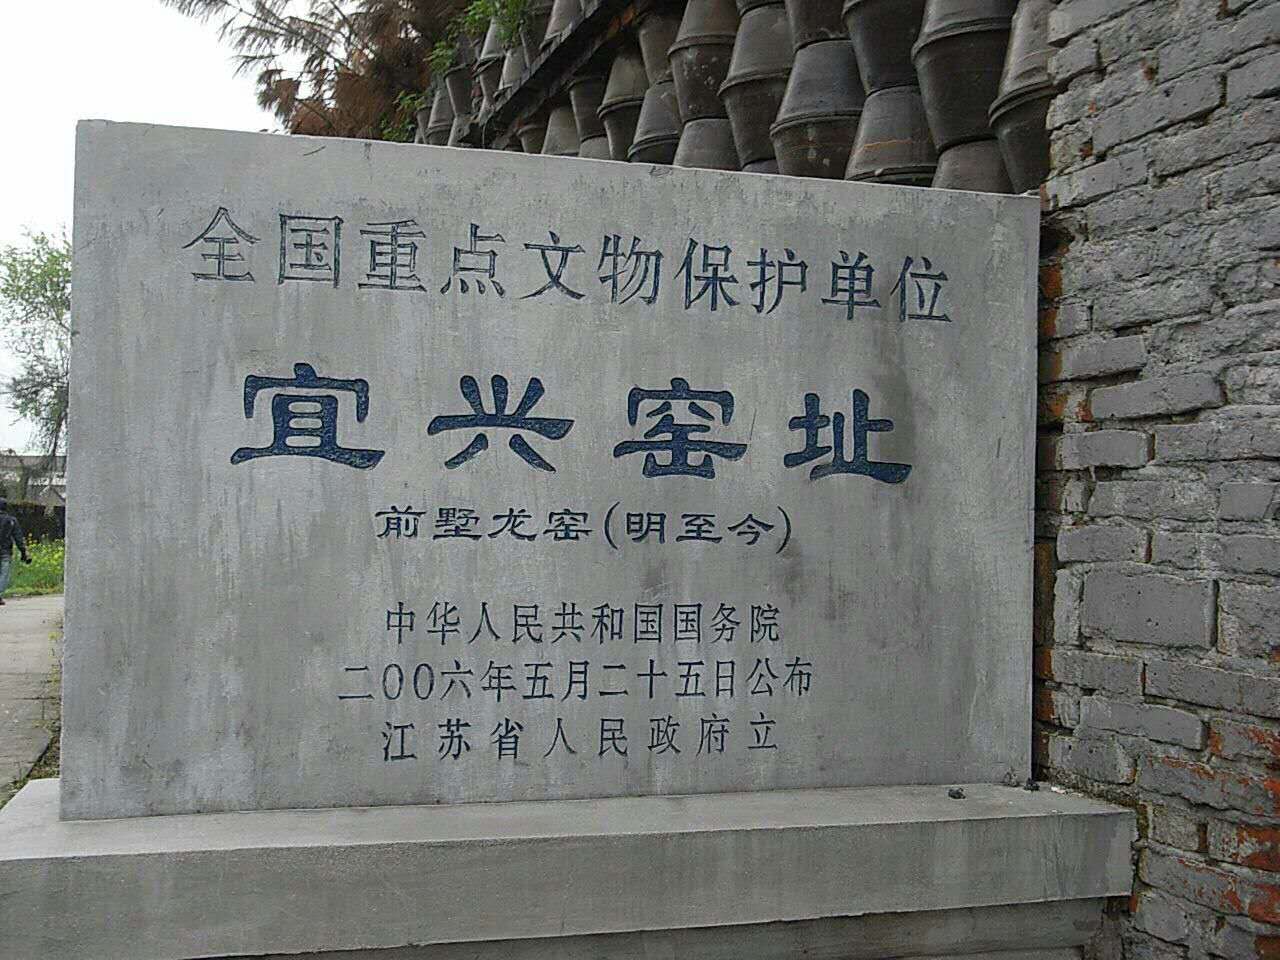 全国重点文物保护单位
宜兴窑址
前墅龙窑(明至今)
中华人民共和国国务院
二00六年五月二十五日公布
江苏省人民政府立